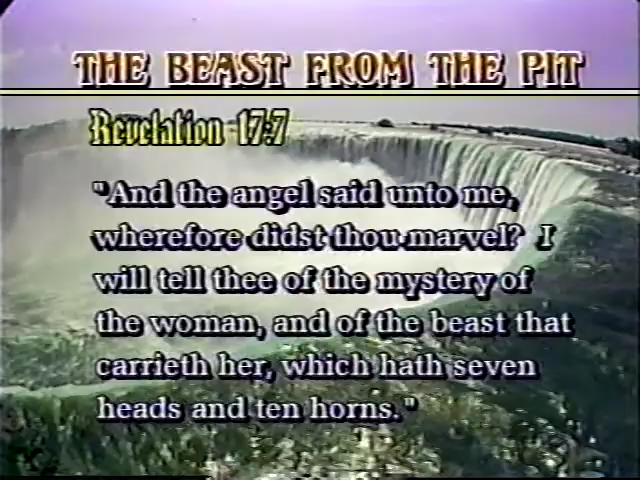 THE BEAST FROM THE PIT
Revelation 17:7
"And the angel said unto me,
wherefore didst thou marvel? I
will tell thee of the mystery of
the woman, and of the beast that
carrieth her, which hath seven
heads and ten horns."